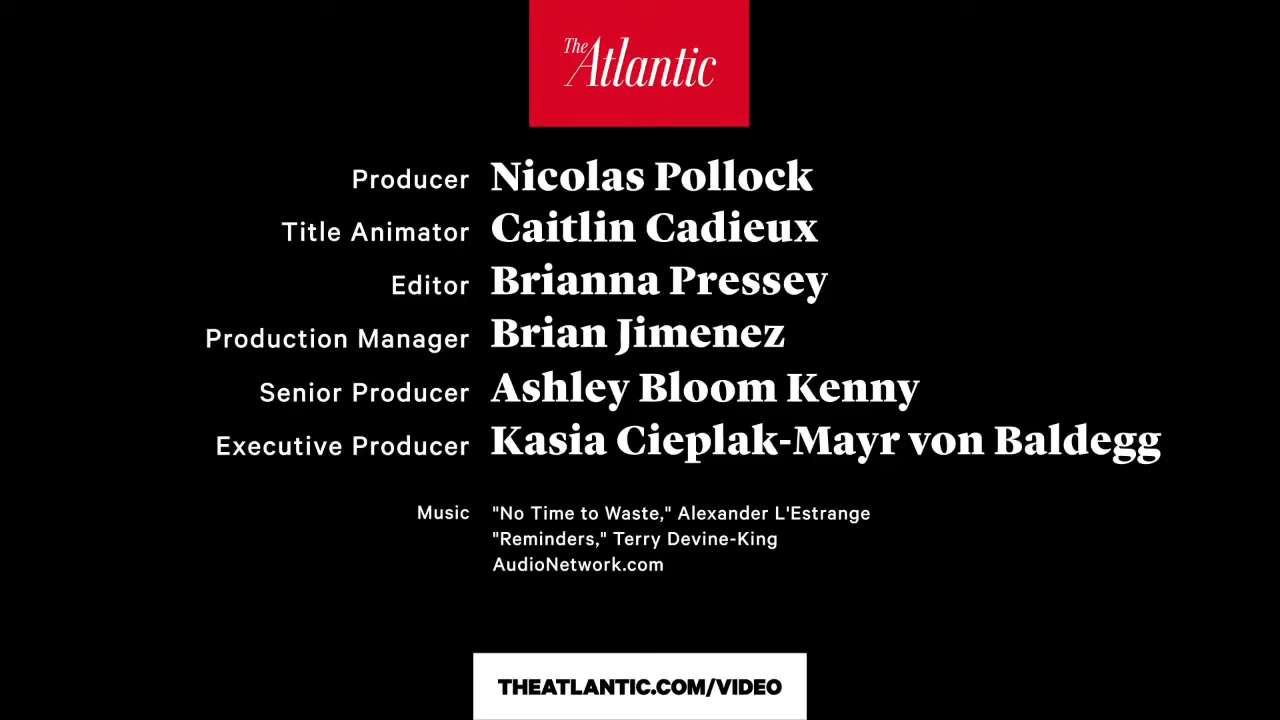 The Atlantic
Producer Nicolas Pollock
Title Animator Caitlin Cadieux
Editor Brianna Pressey
Production Manager Brian Jimenez
Senior Producer Ashley Bloom Kenny
Executive Producer Kasia Cieplak-Mayr von Baldegg
Music "No Time to Waste," Alexander L'Estrange
"Reminders," Terry Devine-King
AudioNetwork.com
THEATLANTIC.COM/VIDEO